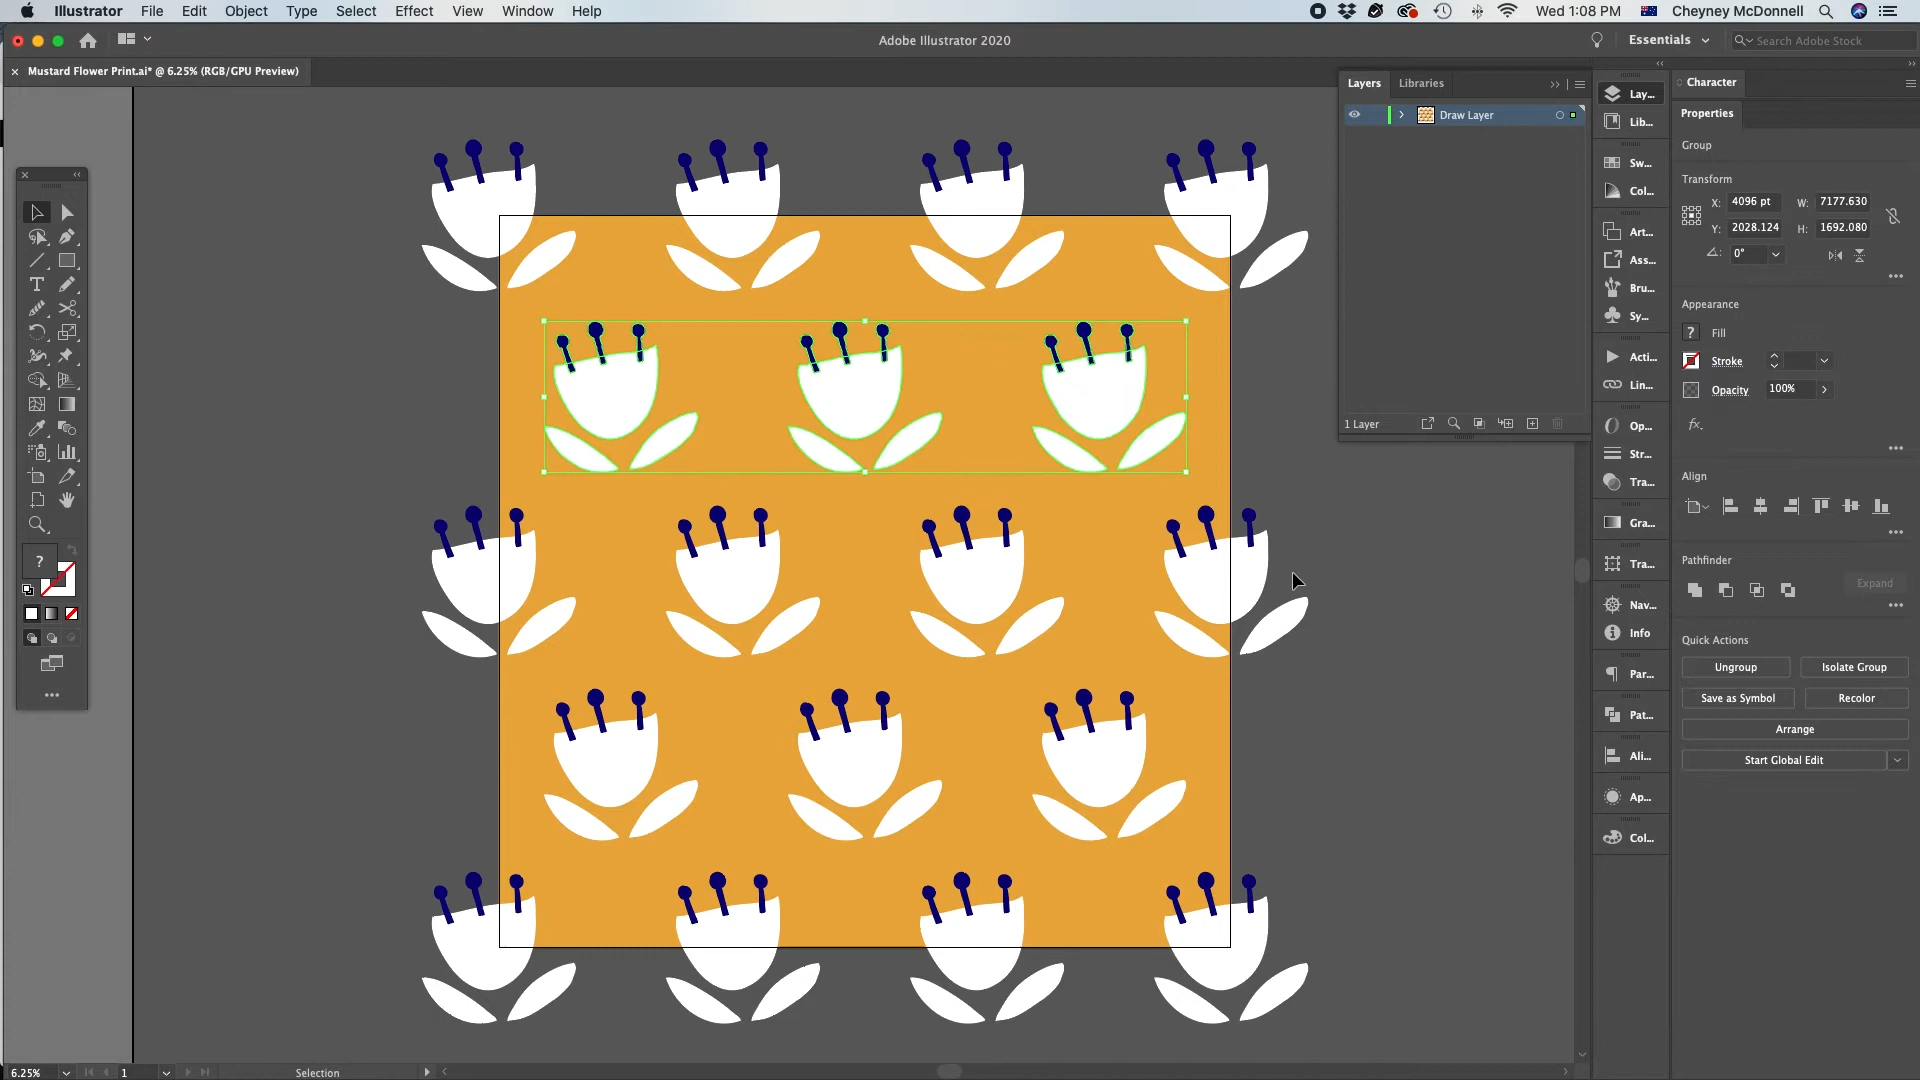 Illustrator File Edit Object Type Select Effect View Window Help
Wed 1:08 PM Cheyney McDonnell
Adobe Illustrator 2020
Essentials
Search Adobe Stock
Mustard Flower Print.ai* @ 6.25% (RGB/GPU Preview)
Layers Libraries
Draw Layer
1 Layer
Lay...
Lib...
Sw...
Col...
Art...
Ass...
Bru...
Sy...
Acti...
Lin...
Op...
Str...
Tra...
Gra...
Tra...
Nav...
Info
Par...
Pat...
Ali...
Ap...
Col...
Character
Properties
Group
Transform
X: 4096 pt W: 7177.630
Y: 2028.124 H: 1692.080
0°
Appearance
? Fill
Stroke
Opacity 100%
fx.
Align
Pathfinder
Expand
Quick Actions
Ungroup Isolate Group
Save as Symbol Recolor
Arrange
Start Global Edit
T
?
6.25% 1 Selection